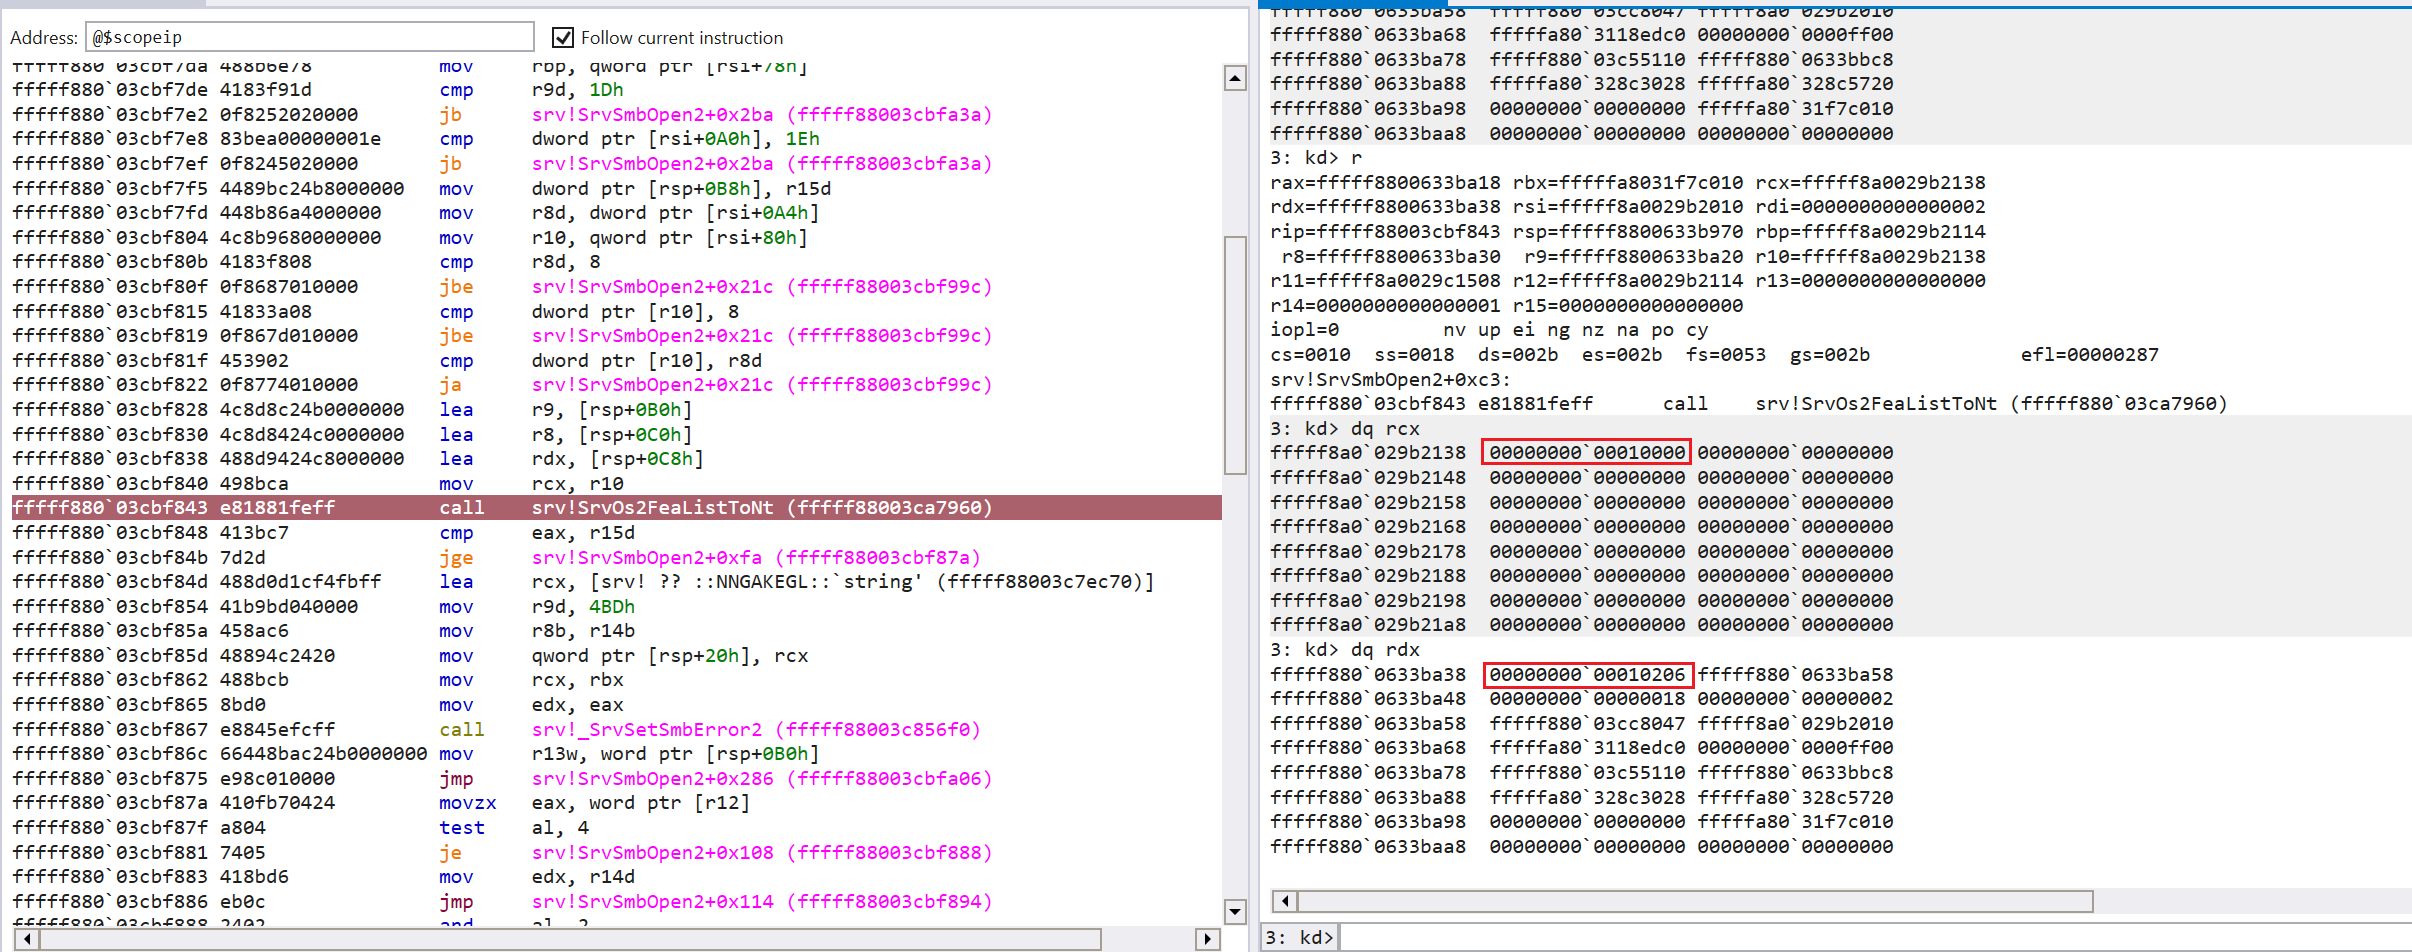 Address: @$scopeip Follow current instruction
fffff880`03cbf7da 488b6e78 mov rbp, qword ptr [rsi+78h]
fffff880`03cbf7de 4183f91d cmp r9d, 1Dh
fffff880`03cbf7e2 0f8252020000 jb srv!SrvSmbOpen2+0x2ba (fffff88003cbfa3a)
fffff880`03cbf7e8 83bea00000001e cmp dword ptr [rsi+0A0h], 1Eh
fffff880`03cbf7ef 0f8245020000 jb srv!SrvSmbOpen2+0x2ba (fffff88003cbfa3a)
fffff880`03cbf7f5 4489bc24b8000000 mov dword ptr [rsp+0B8h], r15d
fffff880`03cbf7fd 448b86a4000000 mov r8d, dword ptr [rsi+0A4h]
fffff880`03cbf804 4c8b9680000000 mov r10, qword ptr [rsi+80h]
fffff880`03cbf80b 4183f808 cmp r8d, 8
fffff880`03cbf80f 0f8687010000 jbe srv!SrvSmbOpen2+0x21c (fffff88003cbf99c)
fffff880`03cbf815 41833a08 cmp dword ptr [r10], 8
fffff880`03cbf819 0f867d010000 jbe srv!SrvSmbOpen2+0x21c (fffff88003cbf99c)
fffff880`03cbf81f 453902 cmp dword ptr [r10], r8d
fffff880`03cbf822 0f8774010000 ja srv!SrvSmbOpen2+0x21c (fffff88003cbf99c)
fffff880`03cbf828 4c8d8c24b0000000 lea r9, [rsp+0B0h]
fffff880`03cbf830 4c8d8424c0000000 lea r8, [rsp+0C0h]
fffff880`03cbf838 488d9424c8000000 lea rdx, [rsp+0C8h]
fffff880`03cbf840 498bca mov rcx, r10
fffff880`03cbf843 e81881feff call srv!SrvOs2FeaListToNt (fffff88003ca7960)
fffff880`03cbf848 413bc7 cmp eax, r15d
fffff880`03cbf84b 7d2d jge srv!SrvSmbOpen2+0xfa (fffff88003cbf87a)
fffff880`03cbf84d 488d0d1cf4fbff lea rcx, [srv! ?? ::NNGAKEGL::`string' (fffff88003c7ec70)]
fffff880`03cbf854 41b9bd040000 mov r9d, 4BDh
fffff880`03cbf85a 458ac6 mov r8b, r14b
fffff880`03cbf85d 48894c2420 mov qword ptr [rsp+20h], rcx
fffff880`03cbf862 488bcb mov rcx, rbx
fffff880`03cbf865 8bd0 mov edx, eax
fffff880`03cbf867 e8845efcff call srv!_SrvSetSmbError2 (fffff88003c856f0)
fffff880`03cbf86c 66448bac24b0000000 mov r13w, word ptr [rsp+0B0h]
fffff880`03cbf875 e98c010000 jmp srv!SrvSmbOpen2+0x286 (fffff88003cbfa06)
fffff880`03cbf87a 410fb70424 movzx eax, word ptr [r12]
fffff880`03cbf87f a804 test al, 4
fffff880`03cbf881 7405 je srv!SrvSmbOpen2+0x108 (fffff88003cbf888)
fffff880`03cbf883 418bd6 mov edx, r14d
fffff880`03cbf886 eb0c jmp srv!SrvSmbOpen2+0x114 (fffff88003cbf894)
fffff880`03cbf888 2402 and al, 2
fffff880`0633ba58 fffff880`03cc8047 fffff8a0`029b2010
fffff880`0633ba68 fffffa80`3118edc0 00000000`0000ff00
fffff880`0633ba78 fffff880`03c55110 fffff880`0633bbc8
fffff880`0633ba88 fffffa80`328c3028 fffffa80`328c5720
fffff880`0633ba98 00000000`00000000 fffffa80`31f7c010
fffff880`0633baa8 00000000`00000000 00000000`00000000
3: kd> r
rax=fffff8800633ba18 rbx=fffffa8031f7c010 rcx=fffff8a0029b2138
rdx=fffff8800633ba38 rsi=fffff8a0029b2010 rdi=0000000000000002
rip=fffff88003cbf843 rsp=fffff8800633b970 rbp=fffff8a0029b2114
r8=fffff8800633ba30 r9=fffff8800633ba20 r10=fffff8a0029b2138
r11=fffff8a0029c1508 r12=fffff8a0029b2114 r13=0000000000000000
r14=0000000000000001 r15=0000000000000000
iopl=0 nv up ei ng nz na po cy
cs=0010 ss=0018 ds=002b es=002b fs=0053 gs=002b efl=00000287
srv!SrvSmbOpen2+0xc3:
fffff880`03cbf843 e81881feff call srv!SrvOs2FeaListToNt (fffff880`03ca7960)
3: kd> dq rcx
fffff8a0`029b2138 00000000`00010000 00000000`00000000
fffff8a0`029b2148 00000000`00000000 00000000`00000000
fffff8a0`029b2158 00000000`00000000 00000000`00000000
fffff8a0`029b2168 00000000`00000000 00000000`00000000
fffff8a0`029b2178 00000000`00000000 00000000`00000000
fffff8a0`029b2188 00000000`00000000 00000000`00000000
fffff8a0`029b2198 00000000`00000000 00000000`00000000
fffff8a0`029b21a8 00000000`00000000 00000000`00000000
3: kd> dq rdx
fffff880`0633ba38 00000000`00010206 fffff880`0633ba58
fffff880`0633ba48 00000000`00000018 00000000`00000002
fffff880`0633ba58 fffff880`03cc8047 fffff8a0`029b2010
fffff880`0633ba68 fffffa80`3118edc0 00000000`0000ff00
fffff880`0633ba78 fffff880`03c55110 fffff880`0633bbc8
fffff880`0633ba88 fffffa80`328c3028 fffffa80`328c5720
fffff880`0633ba98 00000000`00000000 fffffa80`31f7c010
fffff880`0633baa8 00000000`00000000 00000000`00000000
3: kd>